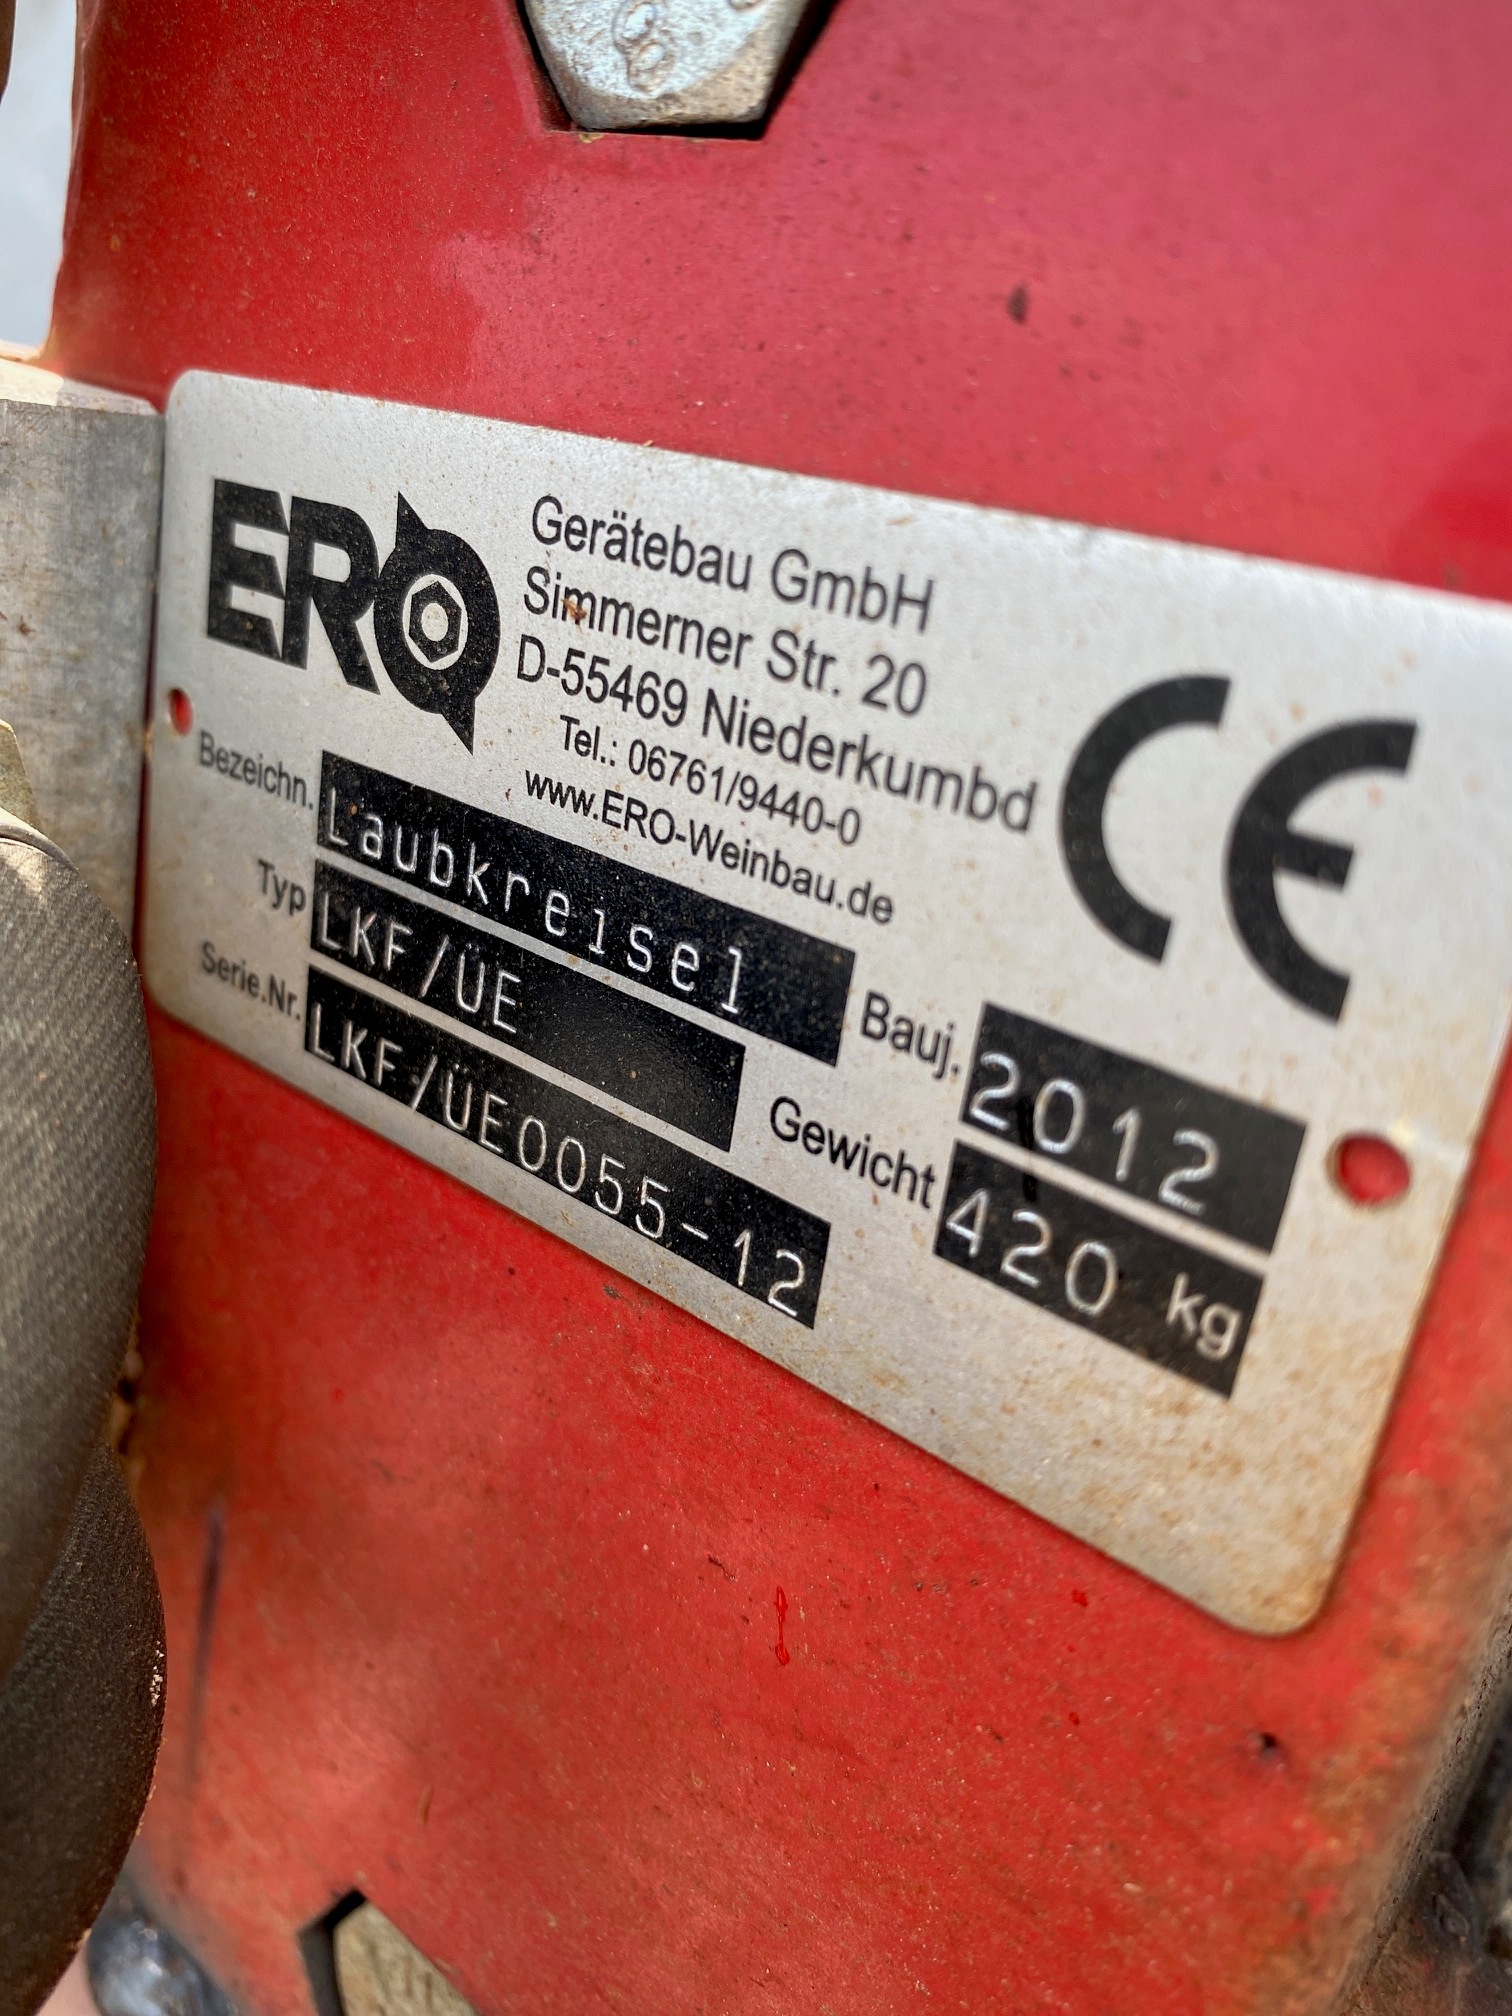 ERO
Gerätebau GmbH
Simmerner Str. 20
D-55469 Niederkumbd
Tel.: 06761/9440-0
www.ERO-Weinbau.de
CE
Bezeichn. Laubkreisel
Bauj. 2012
Typ LKF/ÜE
Gewicht 420 kg
Serie.Nr. LKF/ÜE0055-12